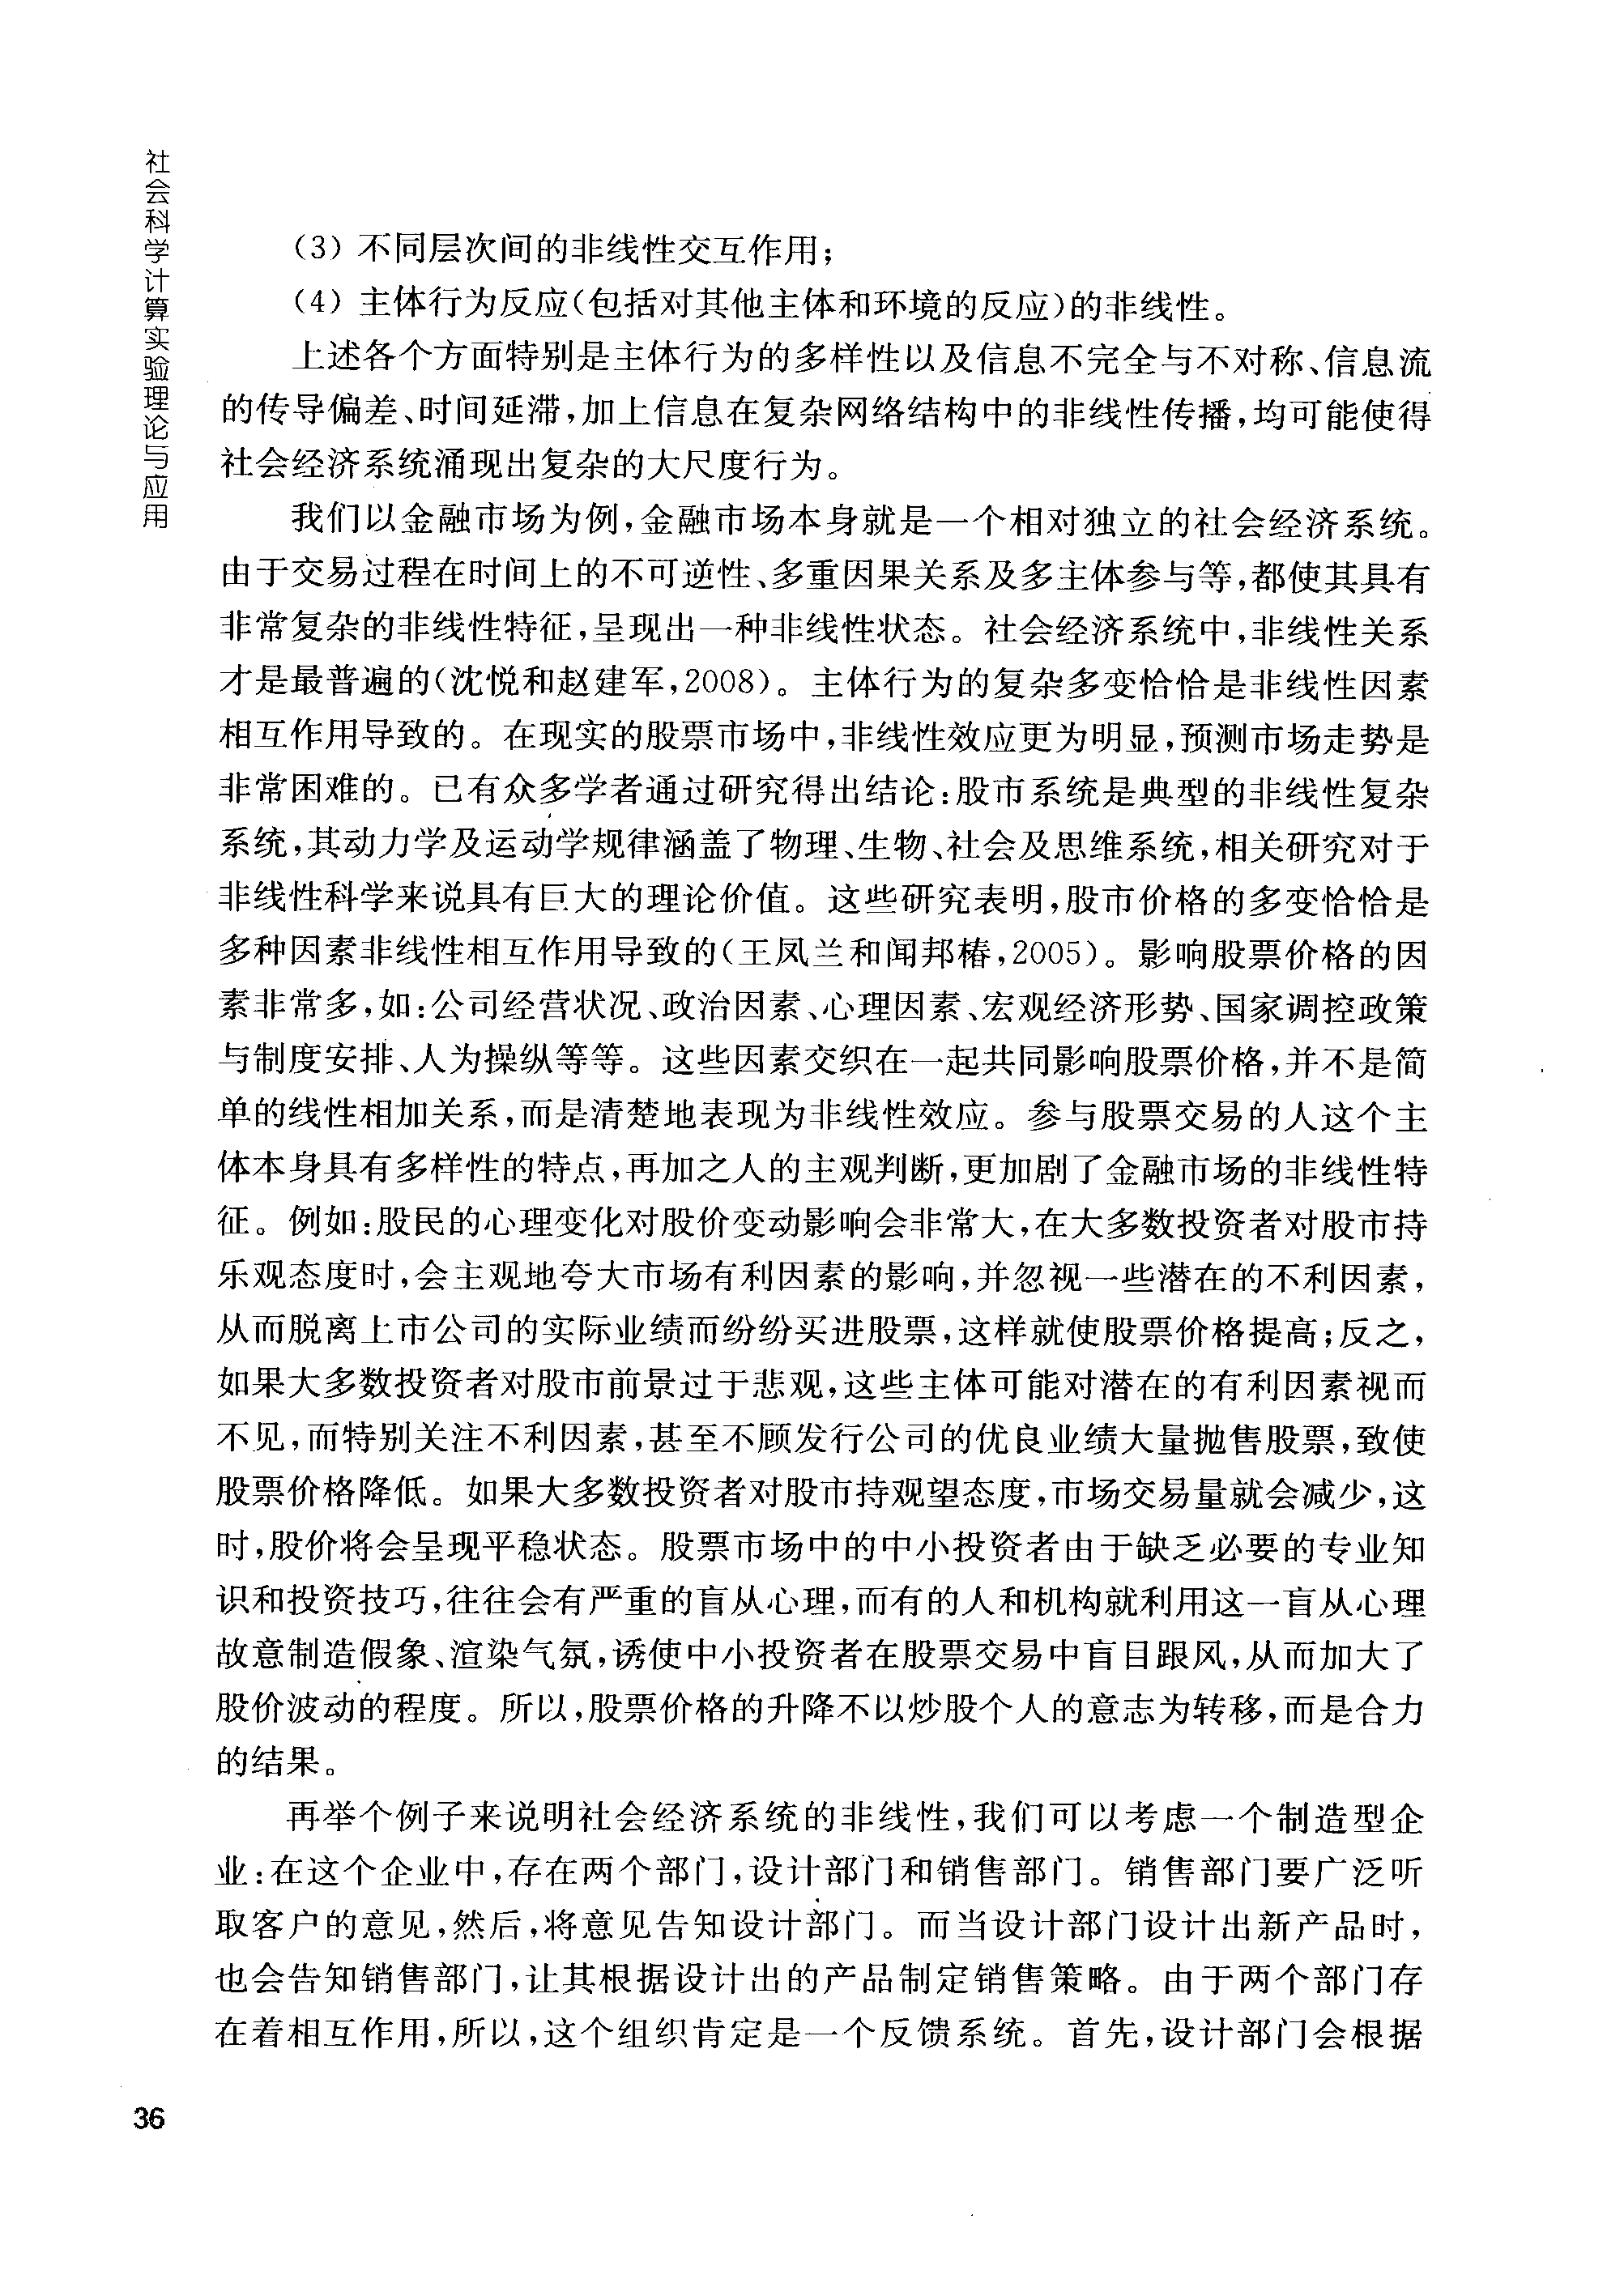 社会科学计算实验理论与应用
（3）不同层次间的非线性交互作用；
（4）主体行为反应（包括对其他主体和环境的反应）的非线性。
上述各个方面特别是主体行为的多样性以及信息不完全与不对称、信息流
的传导偏差、时间延滞，加上信息在复杂网络结构中的非线性传播，均可能使得
社会经济系统涌现出复杂的大尺度行为。
我们以金融市场为例，金融市场本身就是一个相对独立的社会经济系统。
由于交易过程在时间上的不可逆性、多重因果关系及多主体参与等，都使其具有
非常复杂的非线性特征，呈现出一种非线性状态。社会经济系统中，非线性关系
才是最普遍的（沈悦和赵建军，2008）。主体行为的复杂多变恰恰是非线性因素
相互作用导致的。在现实的股票市场中，非线性效应更为明显，预测市场走势是
非常困难的。已有众多学者通过研究得出结论：股市系统是典型的非线性复杂
系统，其动力学及运动学规律涵盖了物理、生物、社会及思维系统，相关研究对于
非线性科学来说具有巨大的理论价值。这些研究表明，股市价格的多变恰恰是
多种因素非线性相互作用导致的（王凤兰和闻邦椿，2005）。影响股票价格的因
素非常多，如：公司经营状况、政治因素、心理因素、宏观经济形势、国家调控政策
与制度安排、人为操纵等等。这些因素交织在一起共同影响股票价格，并不是简
单的线性相加关系，而是清楚地表现为非线性效应。参与股票交易的人这个主
体本身具有多样性的特点，再加之人的主观判断，更加剧了金融市场的非线性特
征。例如：股民的心理变化对股价变动影响会非常大，在大多数投资者对股市持
乐观态度时，会主观地夸大市场有利因素的影响，并忽视一些潜在的不利因素，
从而脱离上市公司的实际业绩而纷纷买进股票，这样就使股票价格提高；反之，
如果大多数投资者对股市前景过于悲观，这些主体可能对潜在的有利因素视而
不见，而特别关注不利因素，甚至不顾发行公司的优良业绩大量抛售股票，致使
股票价格降低。如果大多数投资者对股市持观望态度，市场交易量就会减少，这
时，股价将会呈现平稳状态。股票市场中的中小投资者由于缺乏必要的专业知
识和投资技巧，往往会有严重的盲从心理，而有的人和机构就利用这一盲从心理
故意制造假象、渲染气氛，诱使中小投资者在股票交易中盲目跟风，从而加大了
股价波动的程度。所以，股票价格的升降不以炒股个人的意志为转移，而是合力
的结果。
再举个例子来说明社会经济系统的非线性，我们可以考虑一个制造型企
业：在这个企业中，存在两个部门，设计部门和销售部门。销售部门要广泛听
取客户的意见，然后，将意见告知设计部门。而当设计部门设计出新产品时，
也会告知销售部门，让其根据设计出的产品制定销售策略。由于两个部门存
在着相互作用，所以，这个组织肯定是一个反馈系统。首先，设计部门会根据
36